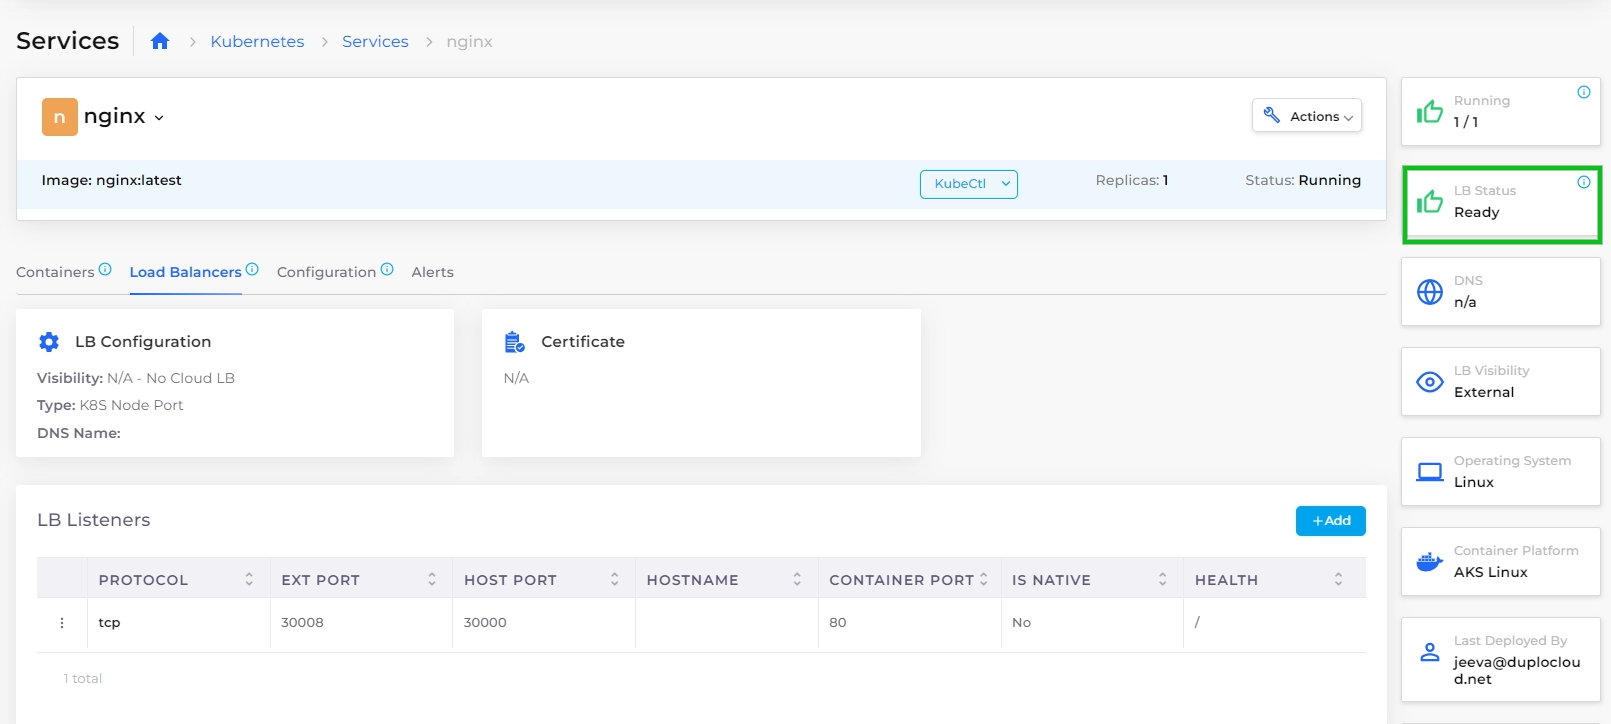 Services Kubernetes Services nginx
n nginx Actions
Image: nginx:latest KubeCtl Replicas: 1 Status: Running
Containers Load Balancers Configuration Alerts
LB Configuration
Visibility: N/A - No Cloud LB
Type: K8S Node Port
DNS Name:
Certificate
N/A
LB Listeners +Add
PROTOCOL EXT PORT HOST PORT HOSTNAME CONTAINER PORT IS NATIVE HEALTH
tcp 30008 30000 80 No /
1 total
Running
1 / 1
LB Status
Ready
DNS
n/a
LB Visibility
External
Operating System
Linux
Container Platform
AKS Linux
Last Deployed By
jeeva@duploclou
d.net